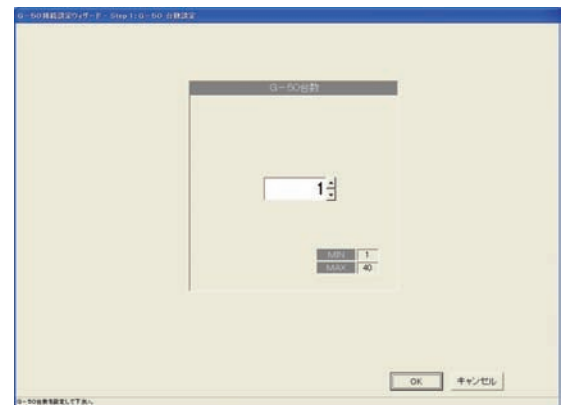 G-50接続設定ウィザード - Step 1:G-50 台数設定
G-50台数
1
MIN 1
MAX 40
OK キャンセル
G-50台数を設定して下さい。